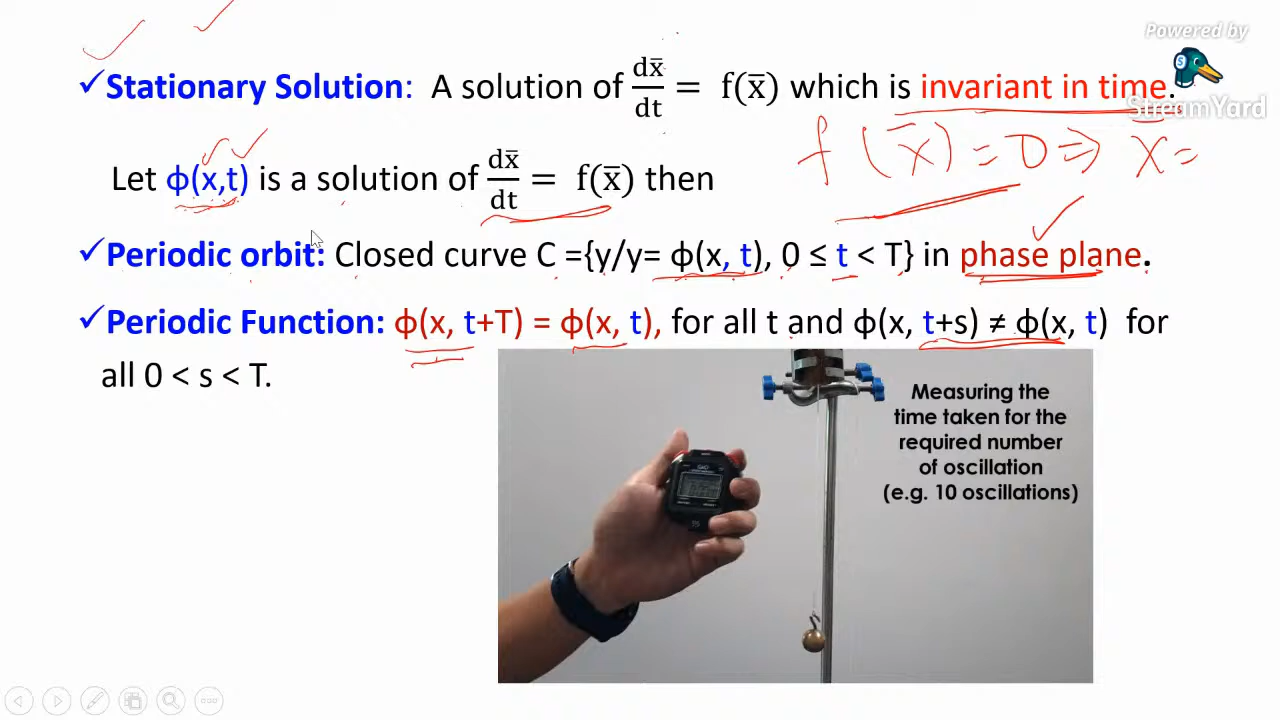 Powered by
StreamYard
✓Stationary Solution: A solution of dx̄/dt = f(x̄) which is invariant in time.
f(x̄) = 0 ⇒ x̄ =
Let ϕ(x,t) is a solution of dx̄/dt = f(x̄) then
✓Periodic orbit: Closed curve C ={y/y= ϕ(x, t), 0 ≤ t < T} in phase plane.
✓Periodic Function: ϕ(x, t+T) = ϕ(x, t), for all t and ϕ(x, t+s) ≠ ϕ(x, t) for
all 0 < s < T.
Measuring the
time taken for the
required number
of oscillation
(e.g. 10 oscillations)